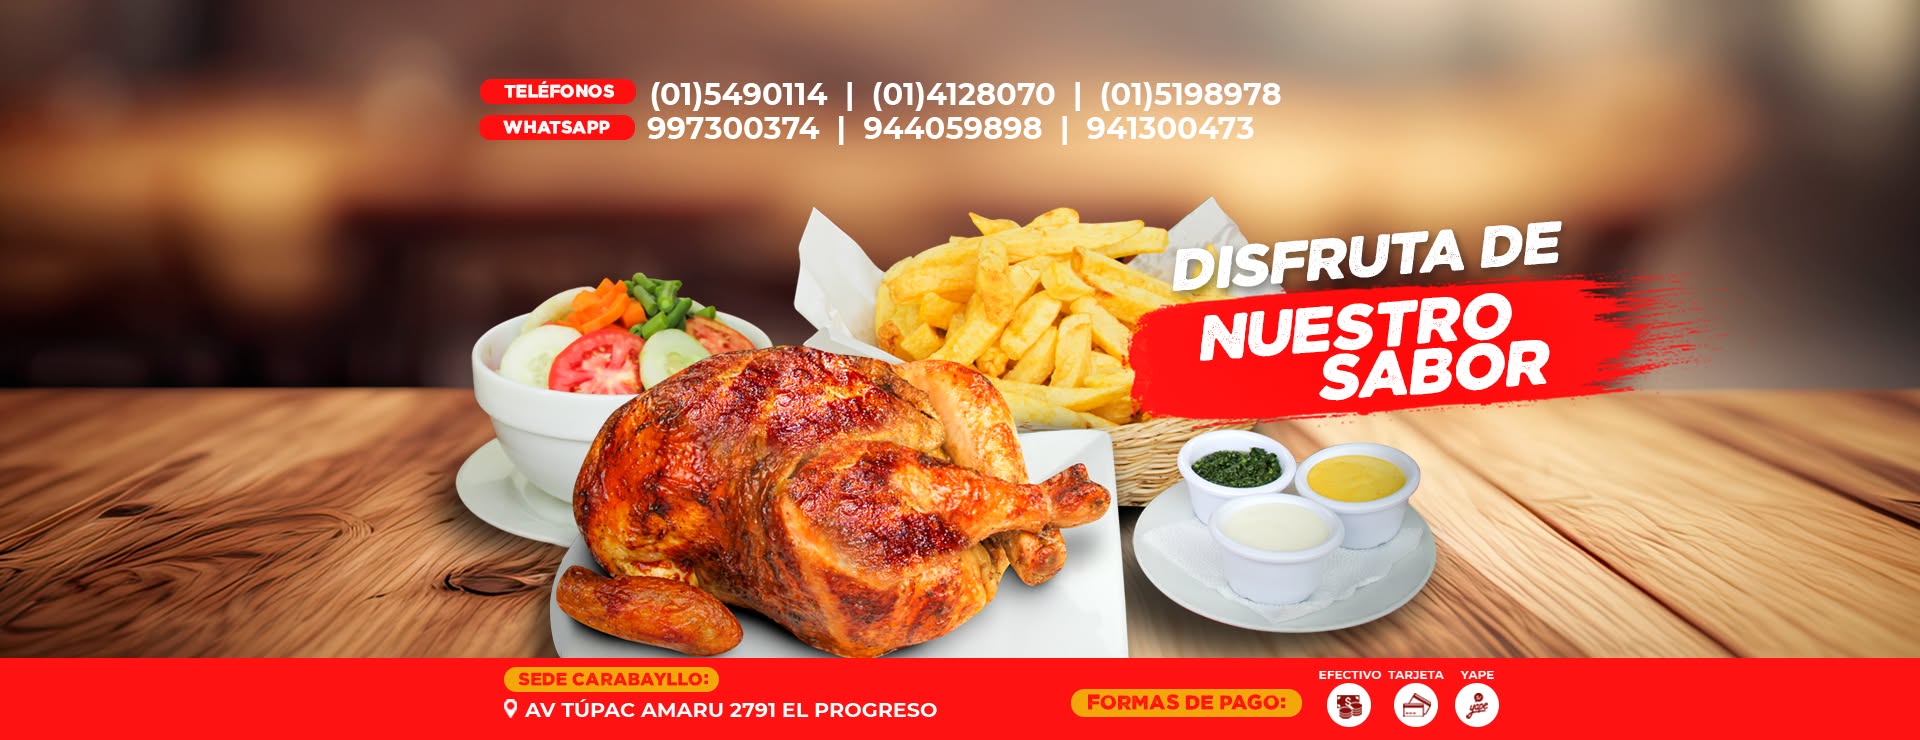 TELÉFONOS (01)5490114 | (01)4128070 | (01)5198978
WHATSAPP 997300374 | 944059898 | 941300473
DISFRUTA DE
NUESTRO
SABOR
SEDE CARABAYLLO:
AV TÚPAC AMARU 2791 EL PROGRESO
FORMAS DE PAGO:
EFECTIVO TARJETA YAPE
yape